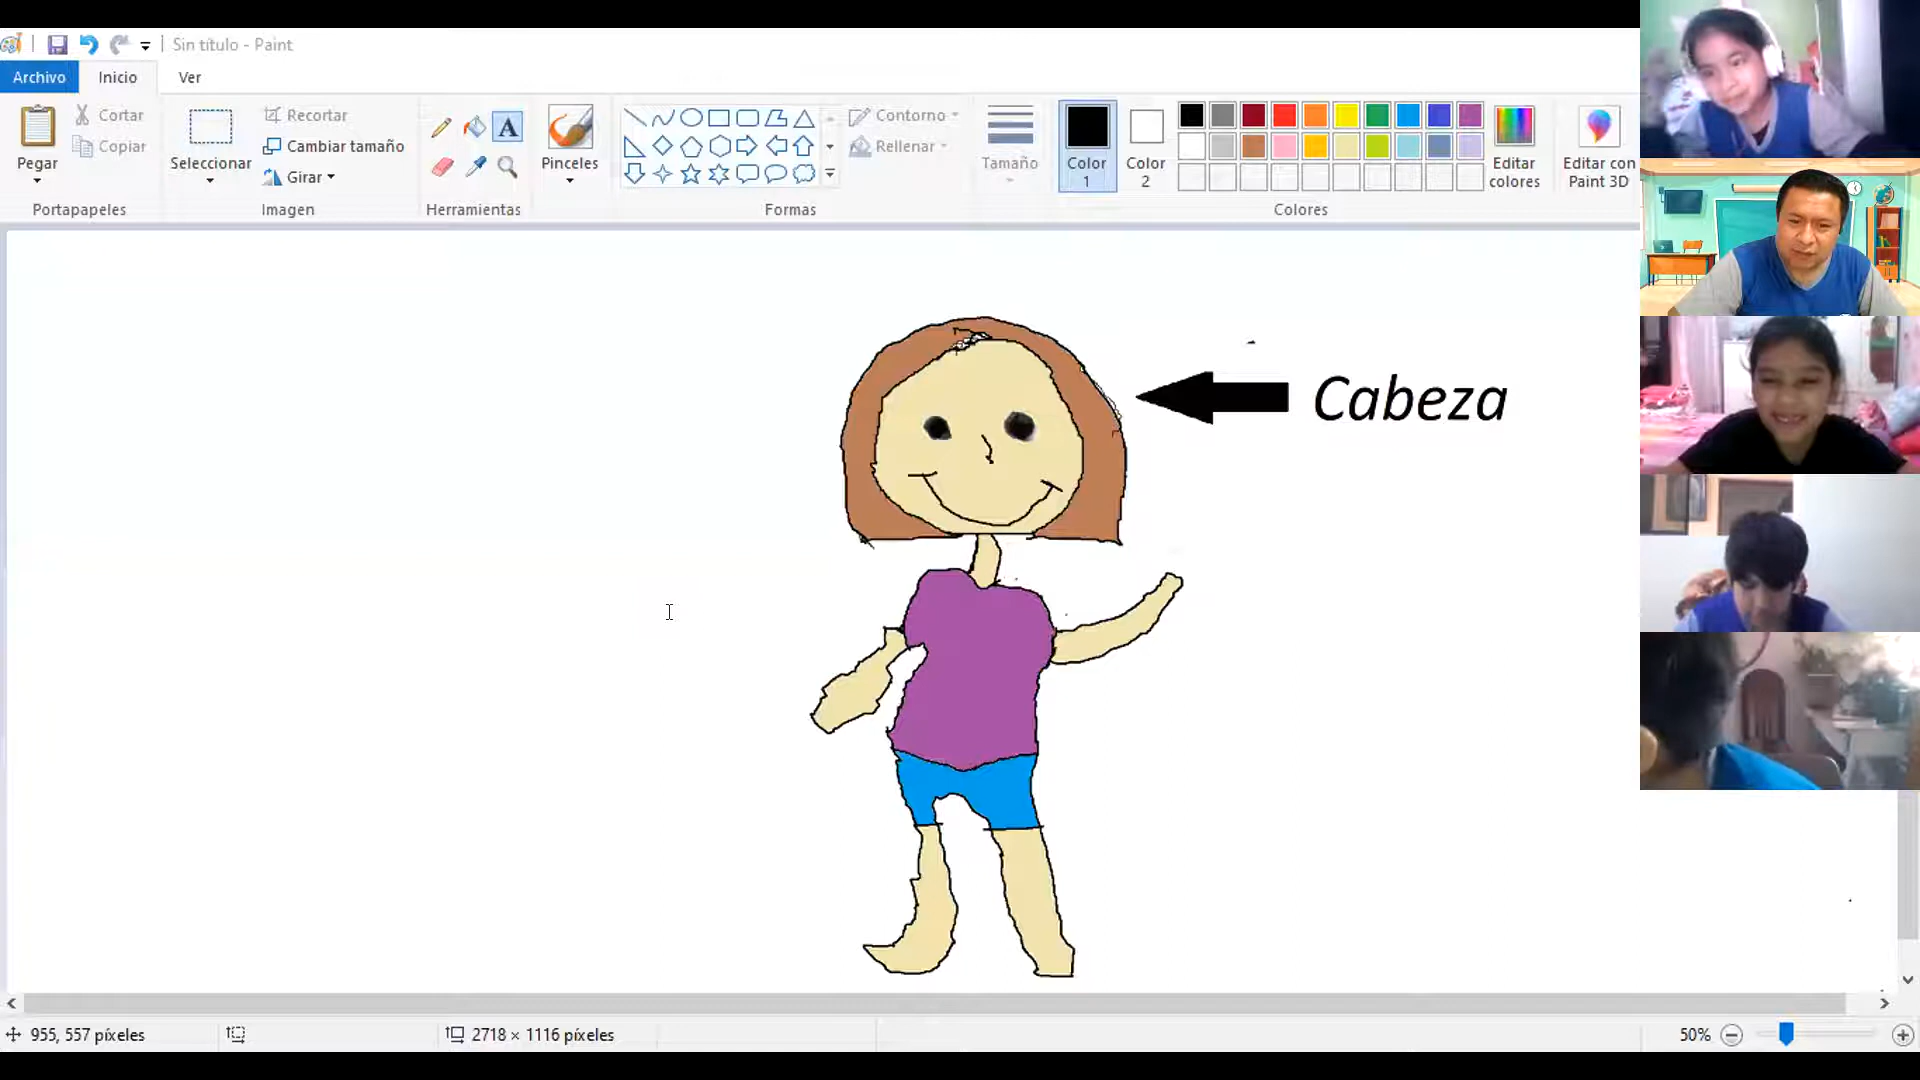 Sin título - Paint
Archivo Inicio Ver
Pegar
Cortar
Copiar
Portapapeles
Seleccionar
Recortar
Cambiar tamaño
Girar
Imagen
A
Herramientas
Pinceles
Formas
Contorno
Rellenar
Tamaño
Color
1
Color
2
Editar
colores
Editar con
Paint 3D
Colores
Cabeza
955, 557 píxeles
2718 × 1116 píxeles
50%